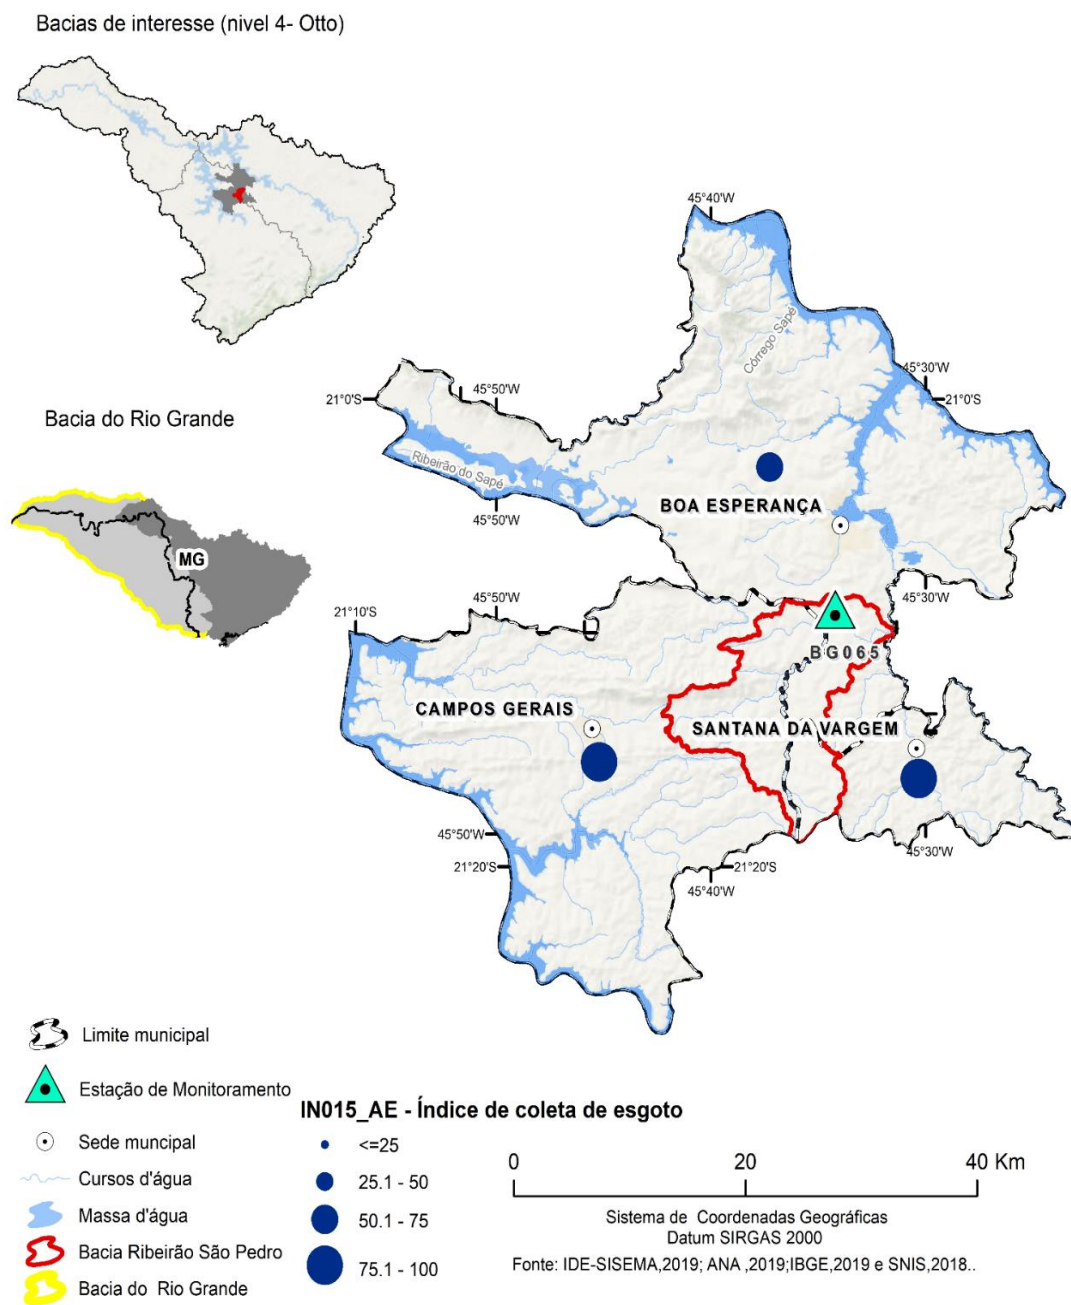 Bacias de interesse (nivel 4- Otto)
45°40'W
Córrego Sapé
45°30'W
45°50'W
21°0'S
21°0'S
Bacia do Rio Grande
Ribeirão do Sapé
BOA ESPERANÇA
45°50'W
MG
45°50'W
45°30'W
21°10'S
BG065
CAMPOS GERAIS
SANTANA DA VARGEM
45°50'W
21°20'S
21°20'S
45°30'W
45°40'W
Limite municipal
Estação de Monitoramento
Sede muncipal
Cursos d'água
Massa d'água
Bacia Ribeirão São Pedro
Bacia do Rio Grande
IN015_AE - Índice de coleta de esgoto
<=25
25.1 - 50
50.1 - 75
75.1 - 100
0 20 40 Km
Sistema de Coordenadas Geográficas
Datum SIRGAS 2000
Fonte: IDE-SISEMA,2019; ANA ,2019;IBGE,2019 e SNIS,2018..